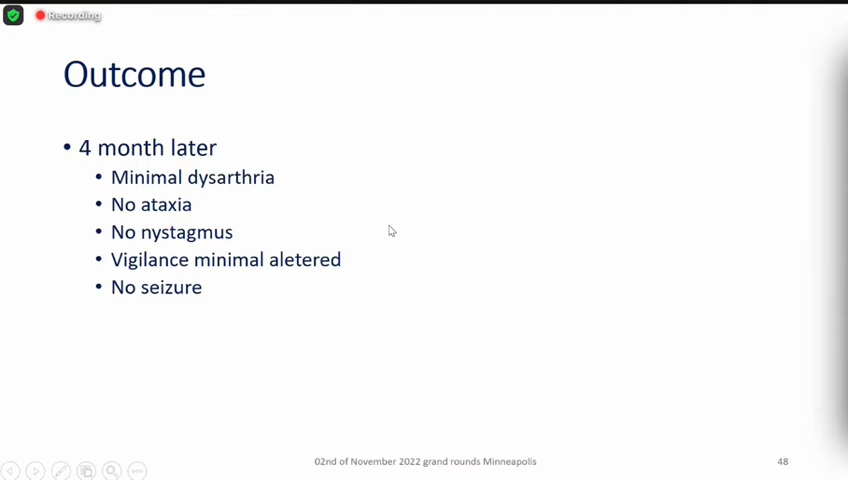 Recording
Outcome
• 4 month later
• Minimal dysarthria
• No ataxia
• No nystagmus
• Vigilance minimal aletered
• No seizure
02nd of November 2022 grand rounds Minneapolis
48